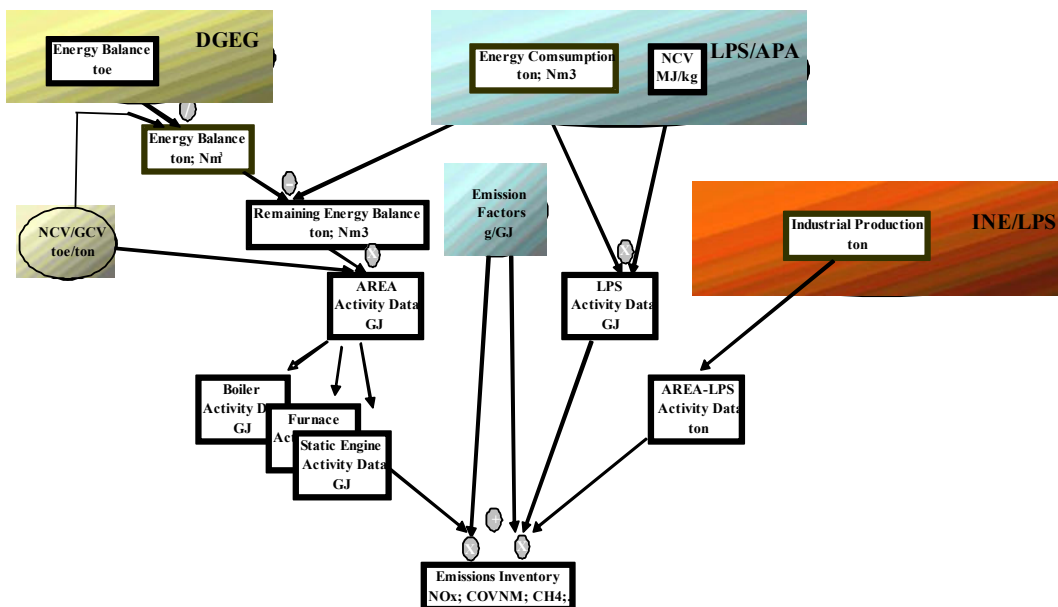 DGEG
Energy Balance
toe
LPS/APA
Energy Comsumption
ton; Nm3
NCV
MJ/kg
/
Energy Balance
ton; Nm³
-
Emission
Factors
g/GJ
NCV/GCV
toe/ton
Remaining Energy Balance
ton; Nm3
INE/LPS
Industrial Production
ton
X
X
AREA
Activity Data
GJ
LPS
Activity Data
GJ
Boiler
Activity Da
GJ
Furnace
Act
Static Engine
Activity Data
GJ
AREA-LPS
Activity Data
ton
+
X
X
Emissions Inventory
NOx; COVNM; CH4;.